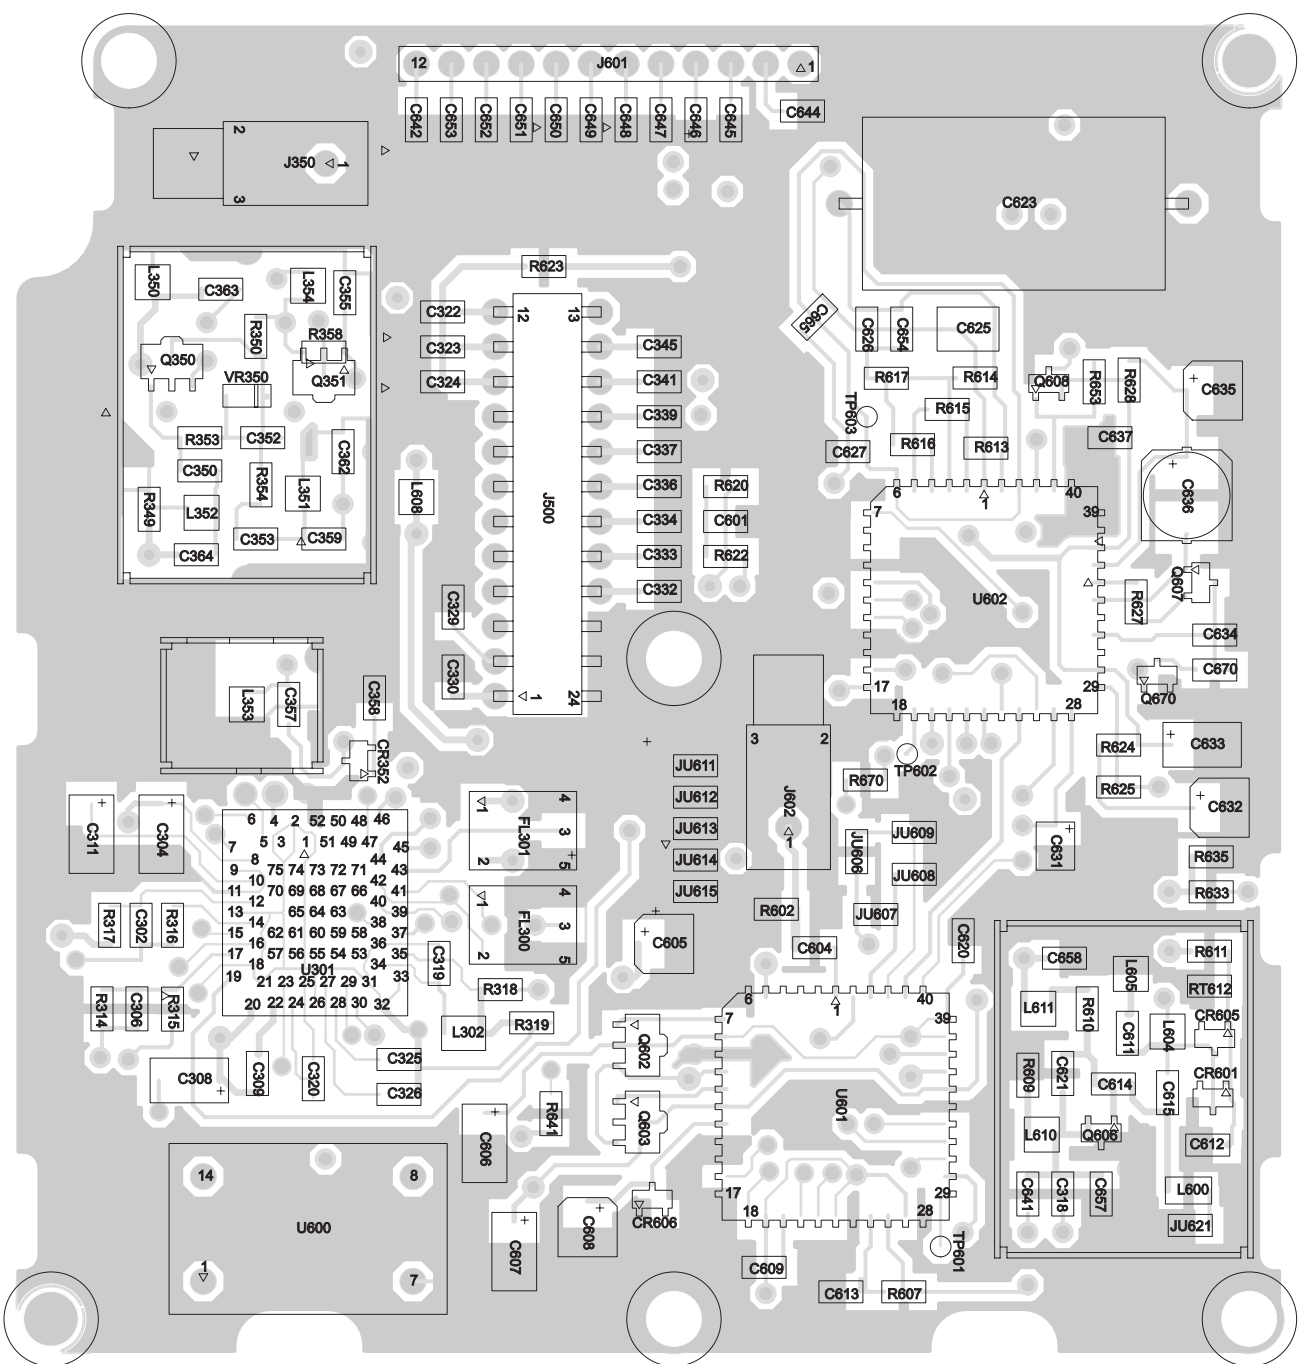 12 J601 1
C642 C653 C652 C651 C650 C649 C648 C647 C646 C645 C644
2
J350 1
3
C623
L350 C363 L354 C355
R623
C322 12 13
C323 C345
C324 C341
C339
C337
C336
C334
C333
C332
R350 R358
Q350 VR350 Q351
R353 C352 C362
C350 R354 L351
R349 L352
C364 C353 C359
L608 J500
C329
C330 1 24
C665 C626 C654 C625
R617 R614 Q608 R653 R628 C635
TP603 R615
R616 R613 C637
C627
R620
C601
R622
6 1 40
7 39
C636
U602
Q607
R627
C634
C670
17 29
18 28
Q670
L353 C357 C358
CR352
JU611
JU612
JU613
JU614
JU615
3 2
J602
1
R670 TP602
R624 C633
R625
C632
JU609
JU606
JU608
JU607
C631
R635
R633
C311 C304
6 4 2 52 50 48 46
7 5 3 1 51 49 47 45
8 44
9 75 74 73 72 71 43
10 42
11 70 69 68 67 66 41
12 40
13 65 64 63 39
14 38
15 62 61 60 59 58 37
16 36
17 57 56 55 54 53 35
18 U301 34
19 21 23 25 27 29 31 33
20 22 24 26 28 30 32
1 4
FL301 3
2 5
1 4
FL300 3
2 5
R317 C302 R316
R314 C306 R315
C319
R318
L302 R319
C605
R602
C604
C620
C308 C309 C320
C325
C326
Q602
Q603
R641
C606
C607 C608 CR606
6 1 40
7 39
U601
17 29
18 28
TP601
C609
C613 R607
C658 L605 R611
RT612
L611 R610 CR605
C611 L604
R609 C621 C614 CR601
C615
L610 Q606 C612
C641 C318 C657 L600
JU621
14 8
U600
1 7